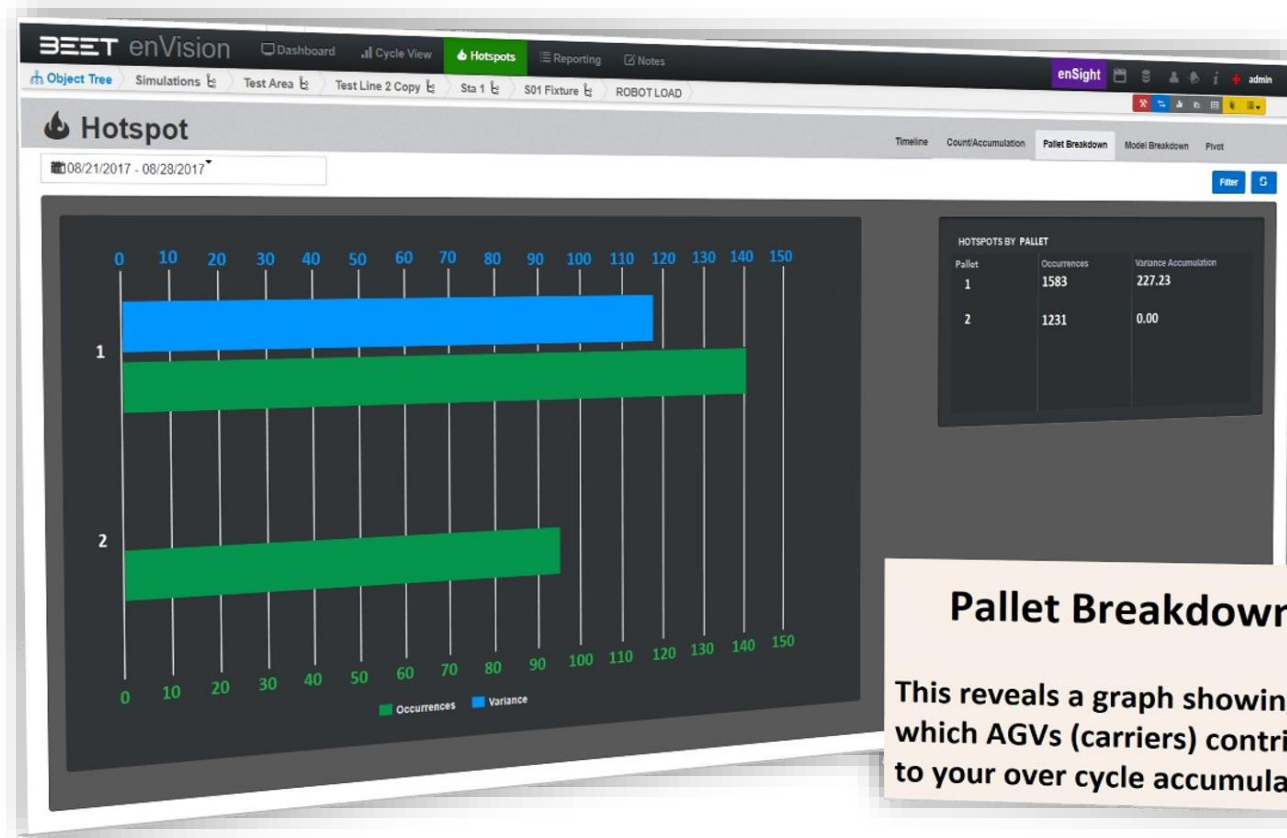 BEET enVision Dashboard Cycle View Hotspots Reporting Notes
enSight admin
Object Tree Simulations Test Area Test Line 2 Copy Sta 1 S01 Fixture ROBOT LOAD
Hotspot
Timeline Count/Accumulation Pallet Breakdown Model Breakdown Pivot
08/21/2017 - 08/28/2017
Filter
0 10 20 30 40 50 60 70 80 90 100 110 120 130 140 150
1
2
0 10 20 30 40 50 60 70 80 90 100 110 120 130 140 150
Occurrences Variance
HOTSPOTS BY PALLET
Pallet Occurrences Variance Accumulation
1 1583 227.23
2 1231 0.00
Pallet Breakdown
This reveals a graph showin
which AGVs (carriers) contri
to your over cycle accumula